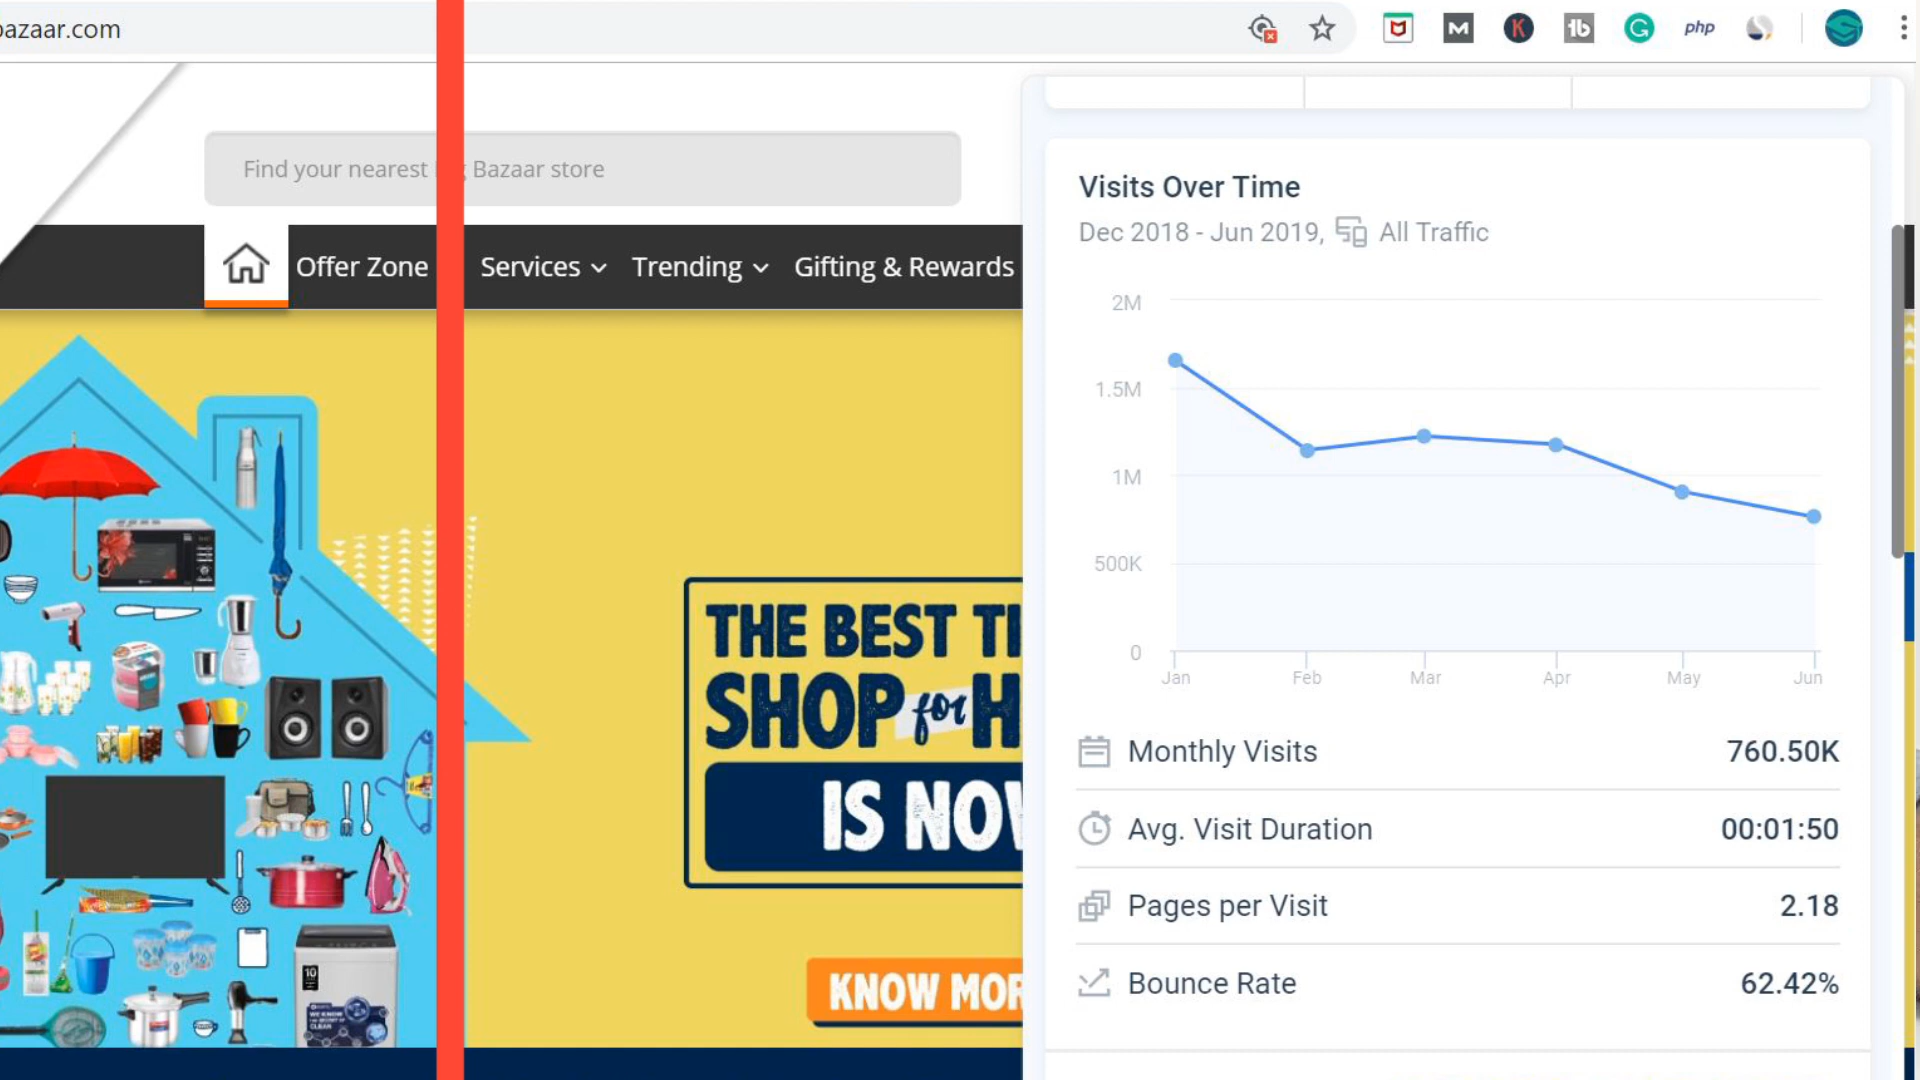 bazaar.com
php
Find your nearest Bazaar store
Offer Zone Services Trending Gifting & Rewards
THE BEST TI
SHOP for H
IS NOW
KNOW MOR
10
Visits Over Time
Dec 2018 - Jun 2019, All Traffic
2M
1.5M
1M
500K
0
Jan Feb Mar Apr May Jun
Monthly Visits 760.50K
Avg. Visit Duration 00:01:50
Pages per Visit 2.18
Bounce Rate 62.42%